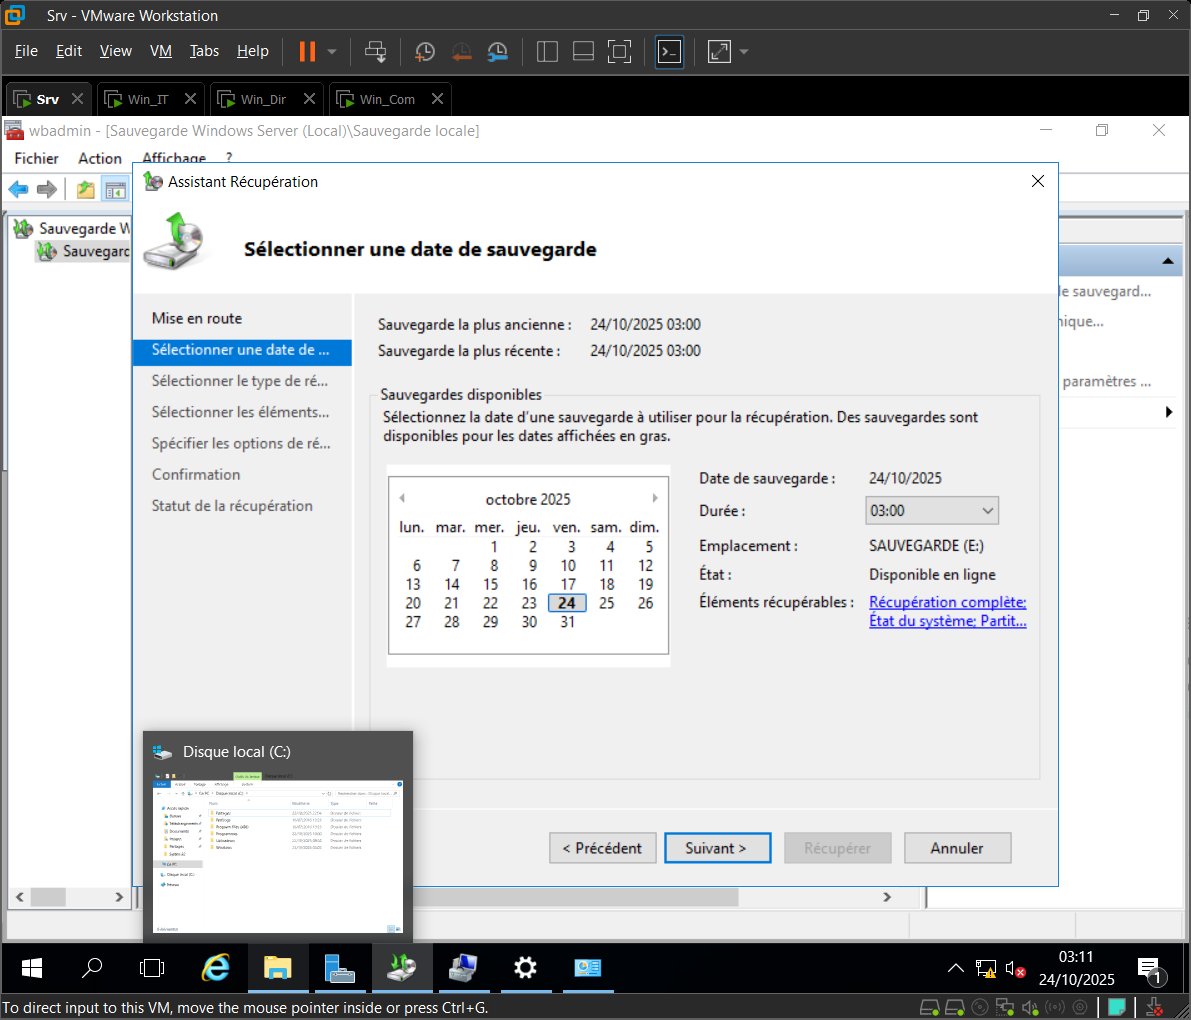 Srv - VMware Workstation
File Edit View VM Tabs Help
Srv Win_IT Win_Dir Win_Com
wbadmin - [Sauvegarde Windows Server (Local)\Sauvegarde locale]
Fichier Action Affichage ?
Assistant Récupération
Sauvegarde W
Sauvegarc
Sélectionner une date de sauvegarde
le sauvegard...
nique...
paramètres ...
Mise en route
Sélectionner une date de ...
Sélectionner le type de ré...
Sélectionner les éléments...
Spécifier les options de ré...
Confirmation
Statut de la récupération
Sauvegarde la plus ancienne : 24/10/2025 03:00
Sauvegarde la plus récente : 24/10/2025 03:00
Sauvegardes disponibles
Sélectionnez la date d'une sauvegarde à utiliser pour la récupération. Des sauvegardes sont
disponibles pour les dates affichées en gras.
octobre 2025
lun. mar. mer. jeu. ven. sam. dim.
1 2 3 4 5
6 7 8 9 10 11 12
13 14 15 16 17 18 19
20 21 22 23 24 25 26
27 28 29 30 31
Date de sauvegarde : 24/10/2025
Durée : 03:00
Emplacement : SAUVEGARDE (E:)
État : Disponible en ligne
Éléments récupérables : Récupération complète;
État du système; Partit...
Disque local (C:)
< Précédent Suivant > Récupérer Annuler
03:11
24/10/2025
1
To direct input to this VM, move the mouse pointer inside or press Ctrl+G.